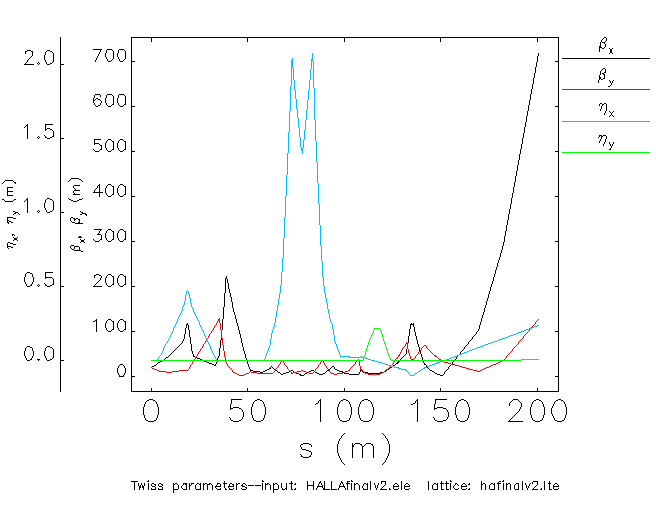 2.0
1.5
1.0
0.5
0.0
ηx, ηy (m)
700
600
500
400
300
200
100
0
βx, βy (m)
0 50 100 150 200
s (m)
βx
βy
ηx
ηy
Twiss parameters--input: HALLAfinalv2.ele lattice: hafinalv2.lte